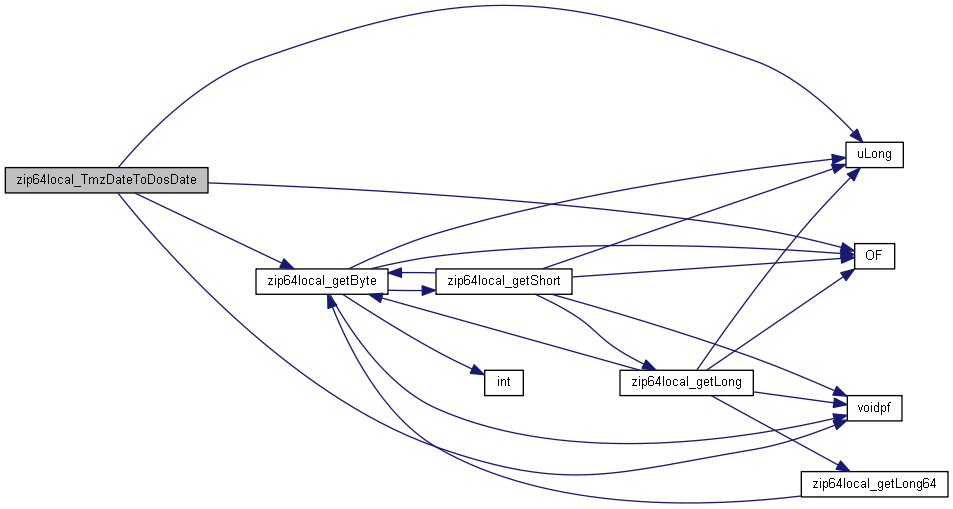 uLong
zip64local_TmzDateToDosDate
OF
zip64local_getByte
zip64local_getShort
int
zip64local_getLong
voidpf
zip64local_getLong64